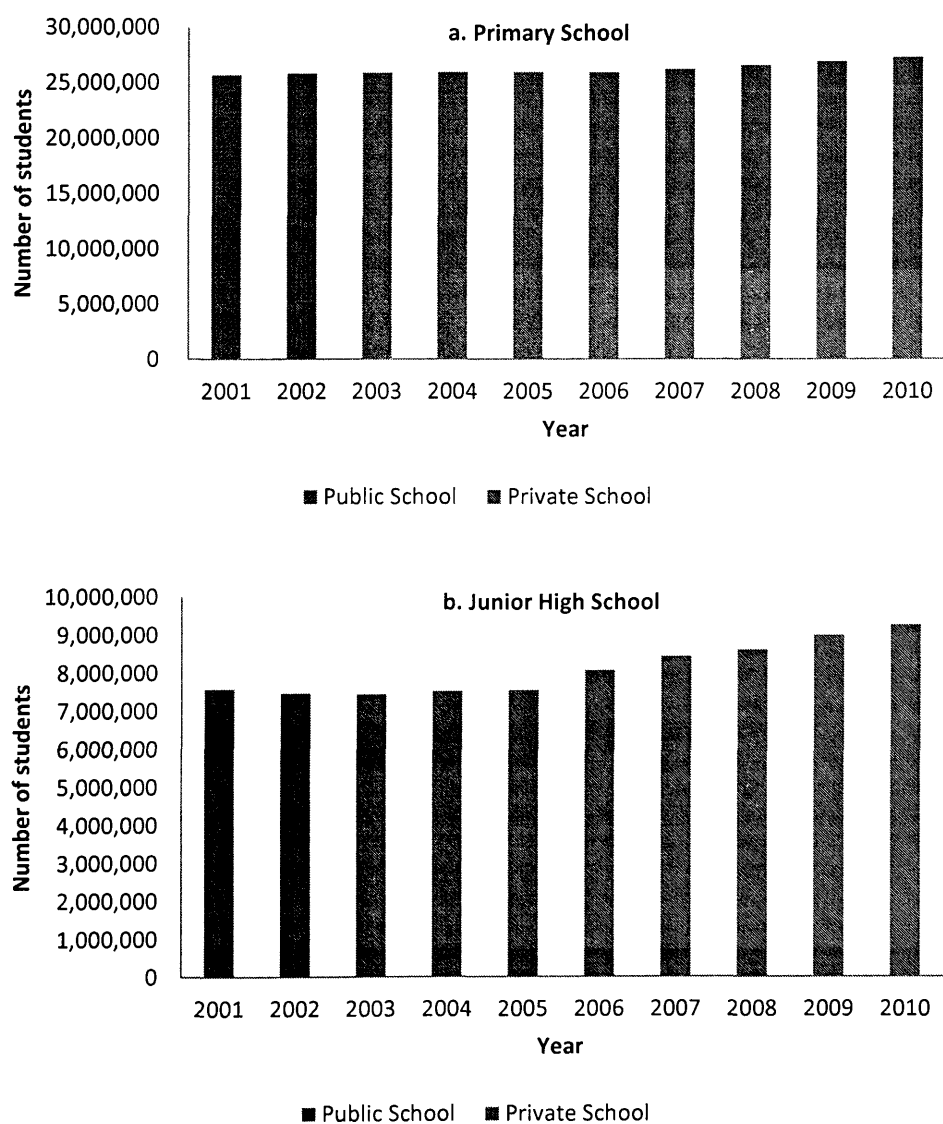 a. Primary School
30,000,000
25,000,000
20,000,000
15,000,000
10,000,000
5,000,000
0
Number of students
2001 2002 2003 2004 2005 2006 2007 2008 2009 2010
Year
Public School Private School
b. Junior High School
10,000,000
9,000,000
8,000,000
7,000,000
6,000,000
5,000,000
4,000,000
3,000,000
2,000,000
1,000,000
0
Number of students
2001 2002 2003 2004 2005 2006 2007 2008 2009 2010
Year
Public School Private School